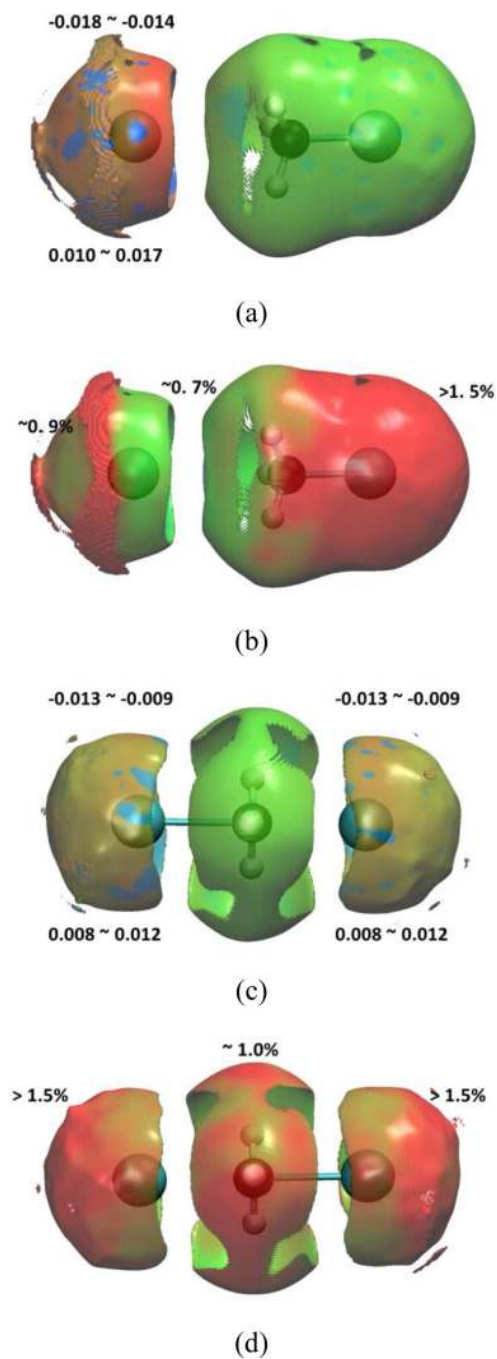 -0.018 ~ -0.014
0.010 ~ 0.017
(a)
~0. 9%
~0. 7%
>1. 5%
(b)
-0.013 ~ -0.009
-0.013 ~ -0.009
0.008 ~ 0.012
0.008 ~ 0.012
(c)
~ 1.0%
> 1.5%
> 1.5%
(d)